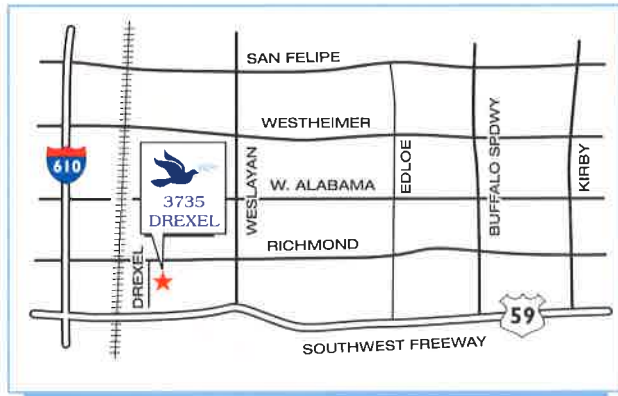 SAN FELIPE
WESTHEIMER
610
3735
DREXEL
W. ALABAMA
WESLAYAN
EDLOE
BUFFALO SPDWY
KIRBY
RICHMOND
DREXEL
59
SOUTHWEST FREEWAY